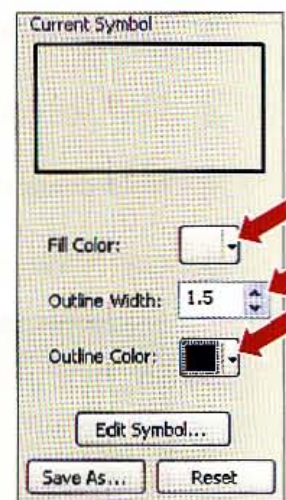 Current Symbol
Fill Color:
Outline Width: 1.5
Outline Color:
Edit Symbol...
Save As... Reset